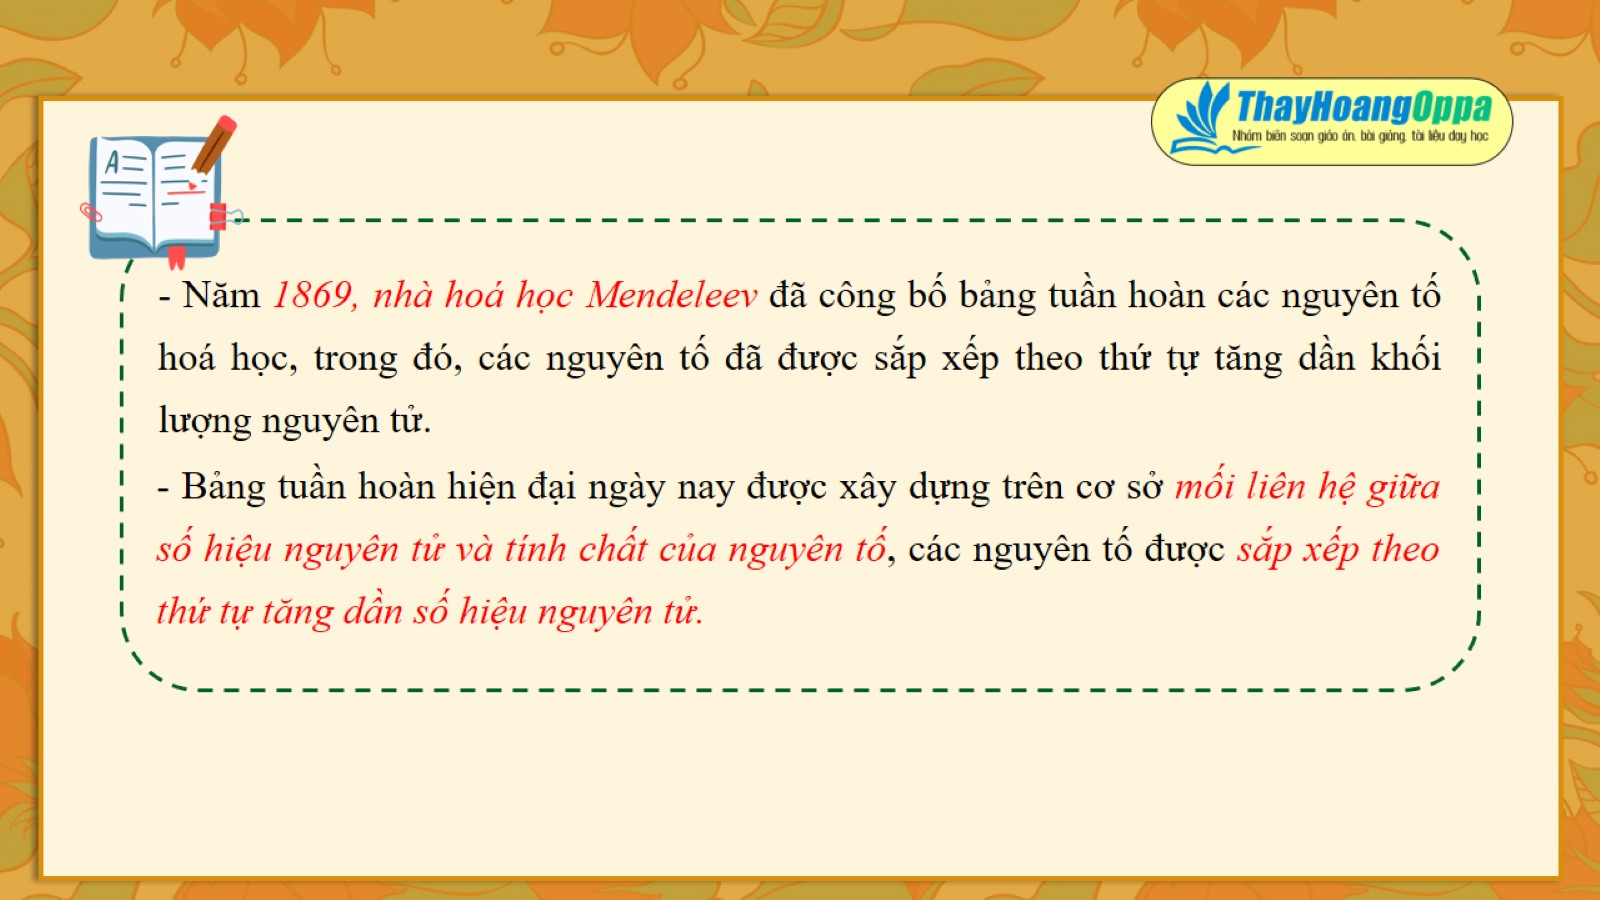 ThayHoangOppa
Nhóm biên soạn giáo án, bài giảng, tài liệu dạy học
A
- Năm 1869, nhà hoá học Mendeleev đã công bố bảng tuần hoàn các nguyên tố
hoá học, trong đó, các nguyên tố đã được sắp xếp theo thứ tự tăng dần khối
lượng nguyên tử.
- Bảng tuần hoàn hiện đại ngày nay được xây dựng trên cơ sở mối liên hệ giữa
số hiệu nguyên tử và tính chất của nguyên tố, các nguyên tố được sắp xếp theo
thứ tự tăng dần số hiệu nguyên tử.